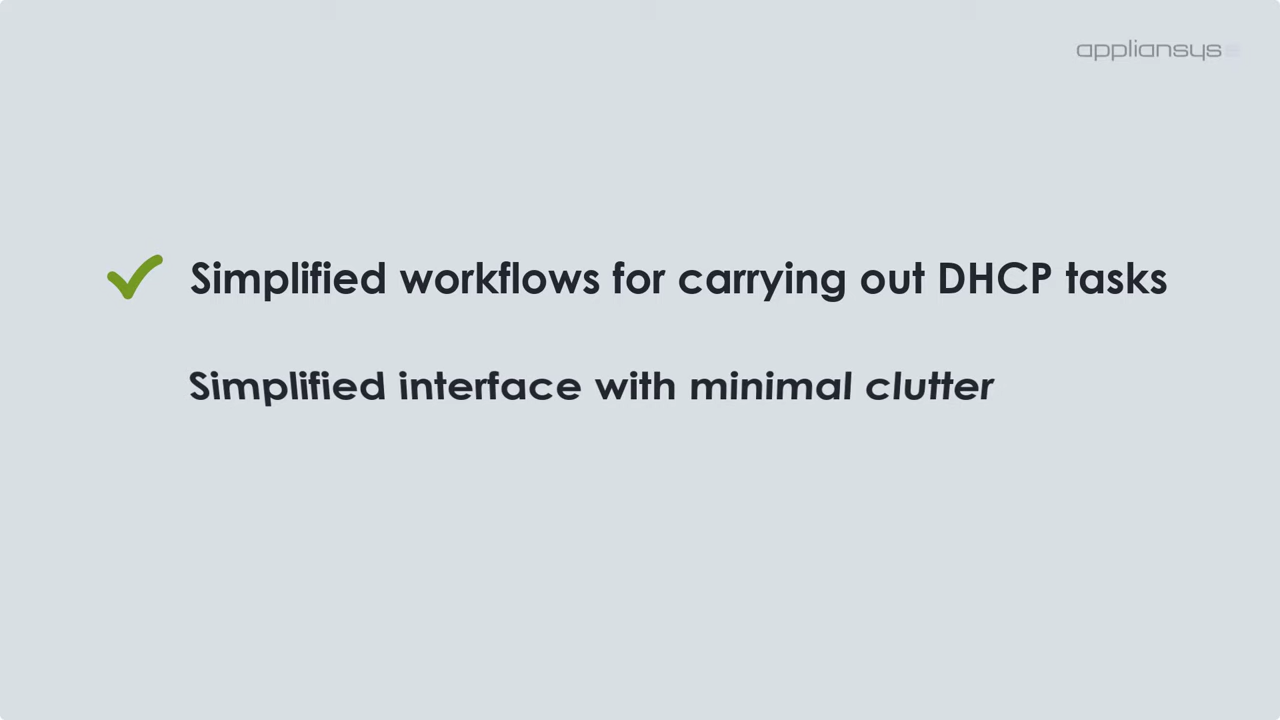 appliansys
Simplified workflows for carrying out DHCP tasks
Simplified interface with minimal clutter